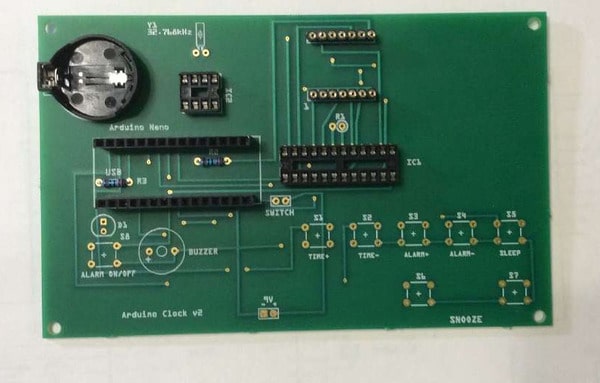 Y1
32.768kHz
IC2
1
R1
Arduino Nano
IC1
USB
R3
SWITCH
D1
S8
BUZZER
+
ALARM ON/OFF
S1
S2
S3
S4
S5
TIME+
TIME-
ALARM+
ALARM-
SLEEP
S6
S7
9V
Arduino Clock v2
SNOOZE